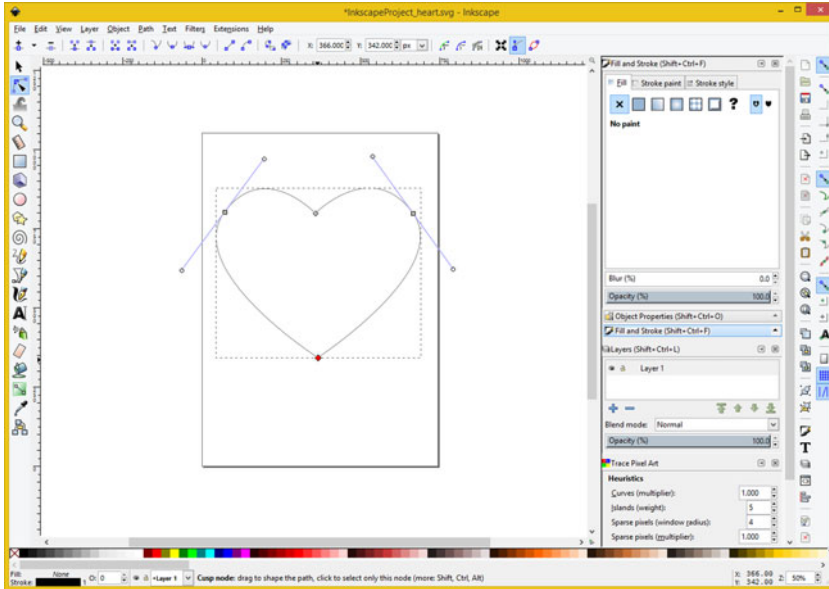 *InkscapeProject_heart.svg - Inkscape
File Edit View Layer Object Path Text Filters Extensions Help
X: 366.000 Y: 342.000 px
Fill and Stroke (Shift+Ctrl+F)
Fill Stroke paint Stroke style
No paint
Blur (%) 0.0
Opacity (%) 100.0
Object Properties (Shift+Ctrl+O)
Fill and Stroke (Shift+Ctrl+F)
Layers (Shift+Ctrl+L)
Layer 1
Blend mode: Normal
Opacity (%) 100.0
Trace Pixel Art
Heuristics
Curves (multiplier): 1.000
Islands (weight): 5
Sparse pixels (window radius): 4
Sparse pixels (multiplier): 1.000
Fill: None
Stroke: 1 O: 0 Layer 1 Cusp node: drag to shape the path, click to select only this node (more: Shift, Ctrl, Alt) X: 366.00 Z: 50%
Y: 342.00